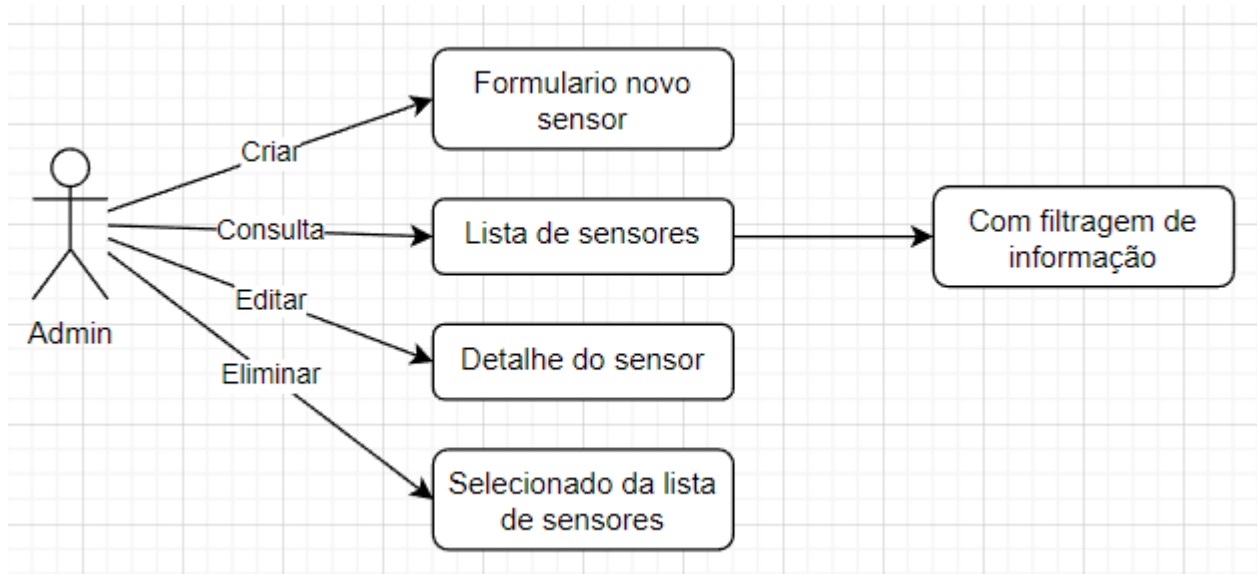 Formulario novo
sensor
Criar
Consulta
Lista de sensores
Com filtragem de
informação
Editar
Admin
Detalhe do sensor
Eliminar
Selecionado da lista
de sensores